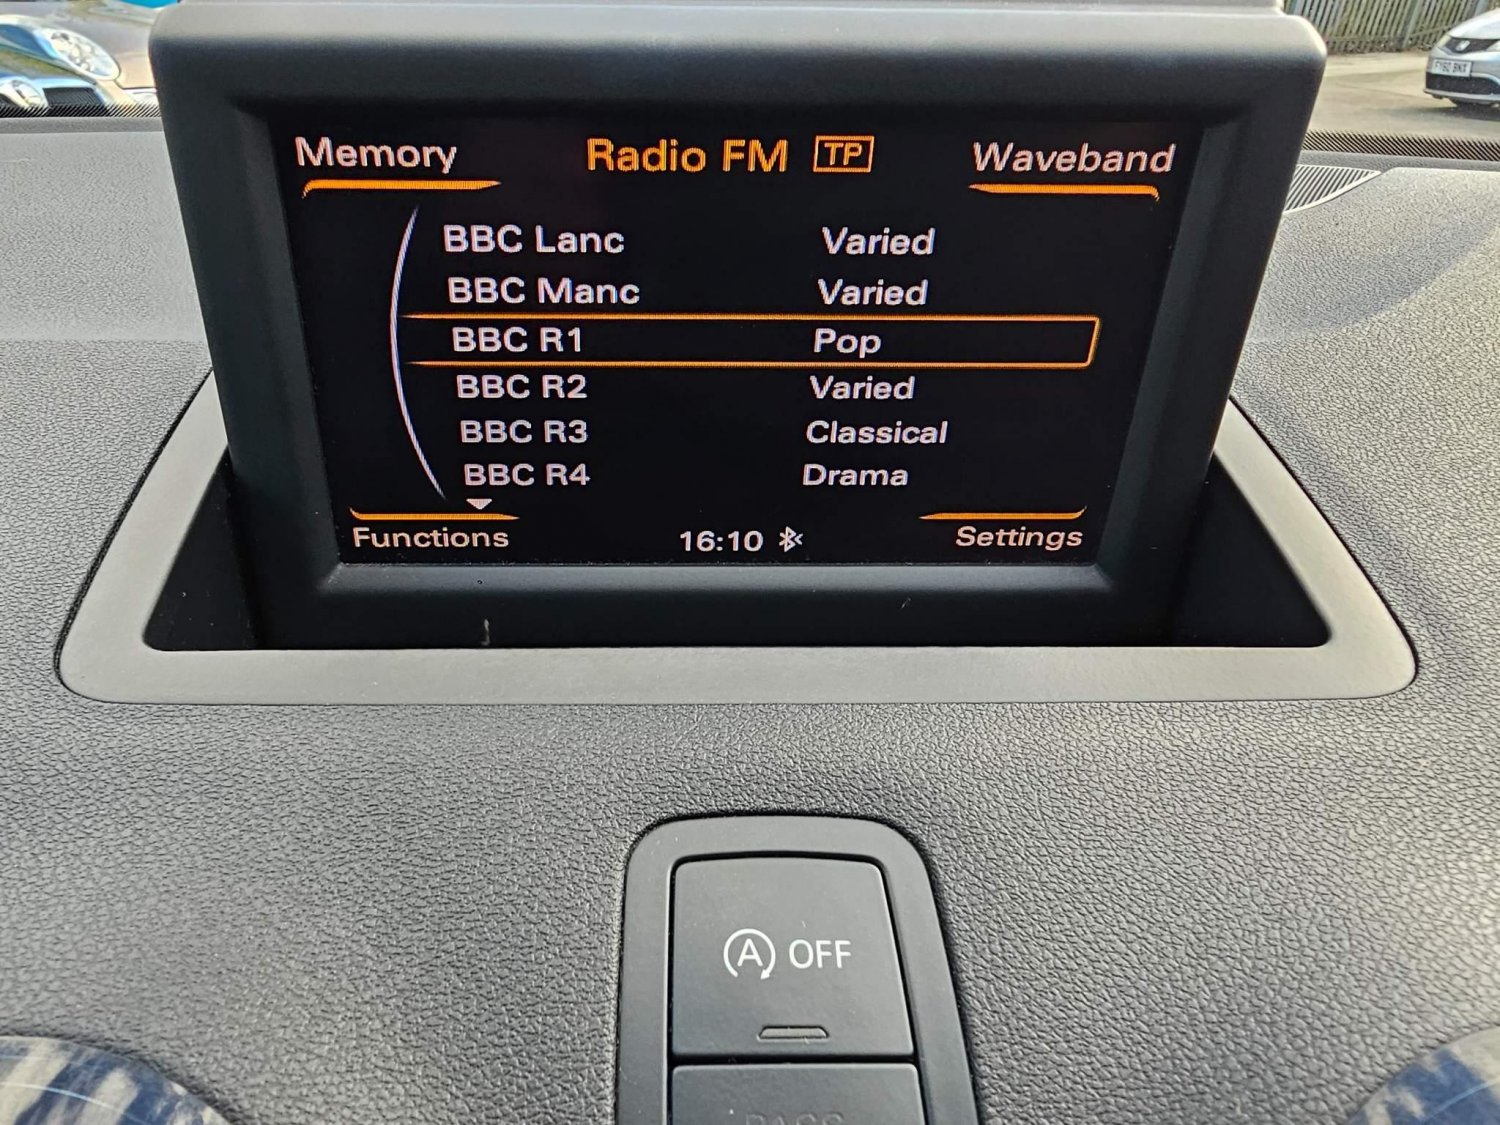 Memory Radio FM TP Waveband
BBC Lanc Varied
BBC Manc Varied
BBC R1 Pop
BBC R2 Varied
BBC R3 Classical
BBC R4 Drama
Functions 16:10 Settings
A OFF